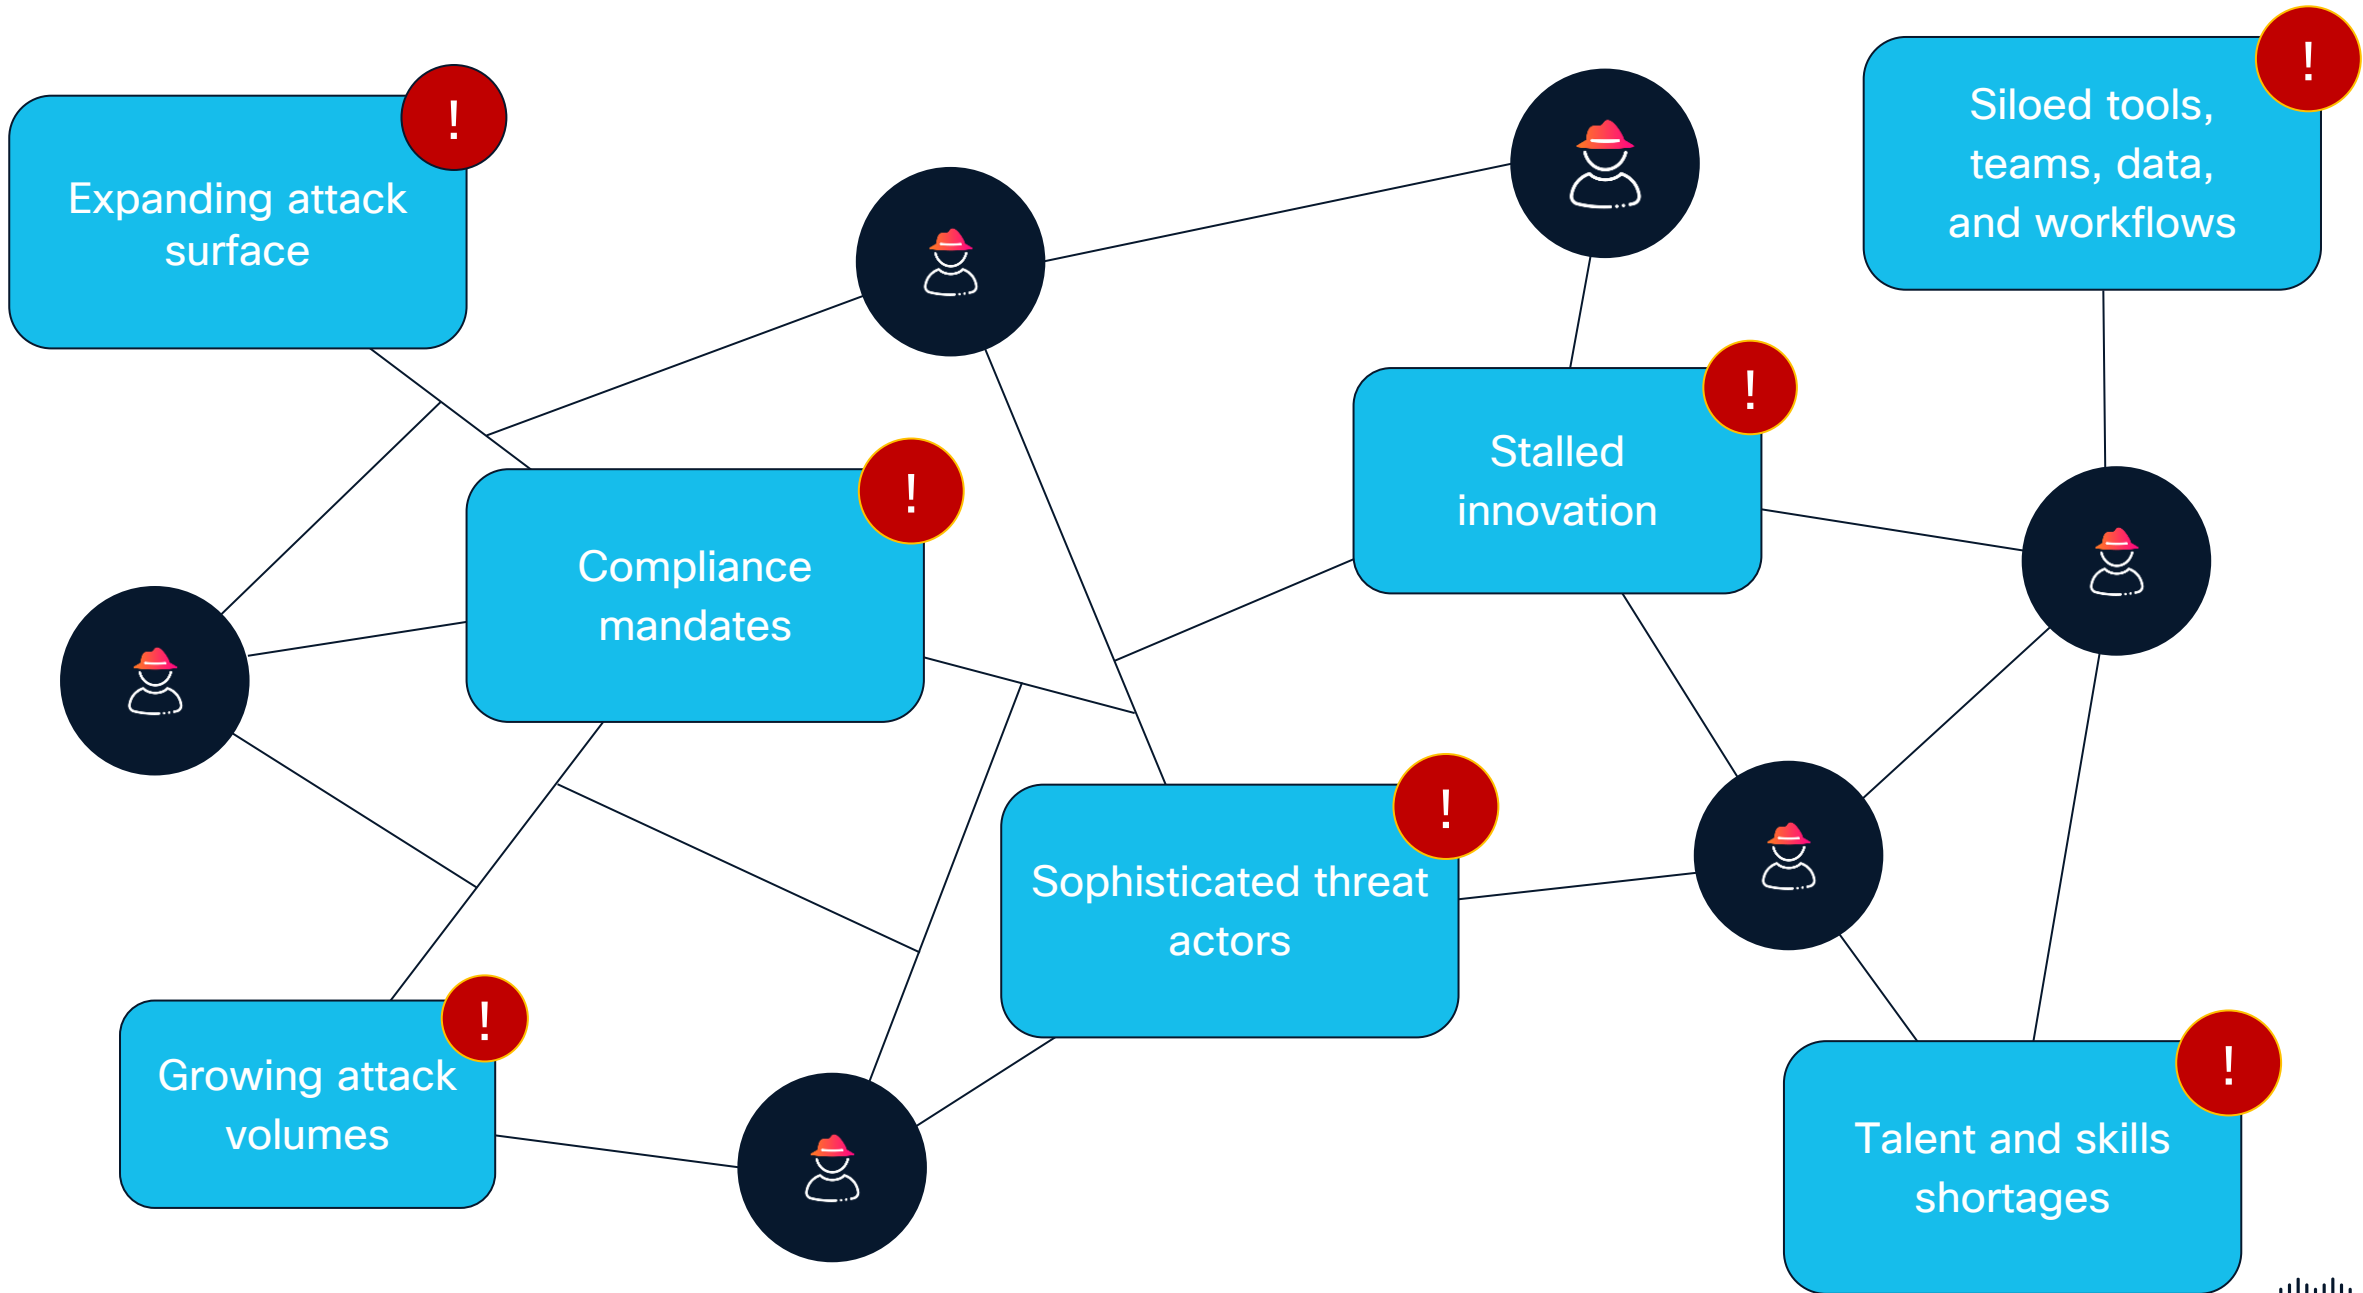 !
Expanding attack
surface
!
Siloed tools,
teams, data,
and workflows
!
Stalled
innovation
!
Compliance
mandates
!
Sophisticated threat
actors
!
Growing attack
volumes
!
Talent and skills
shortages